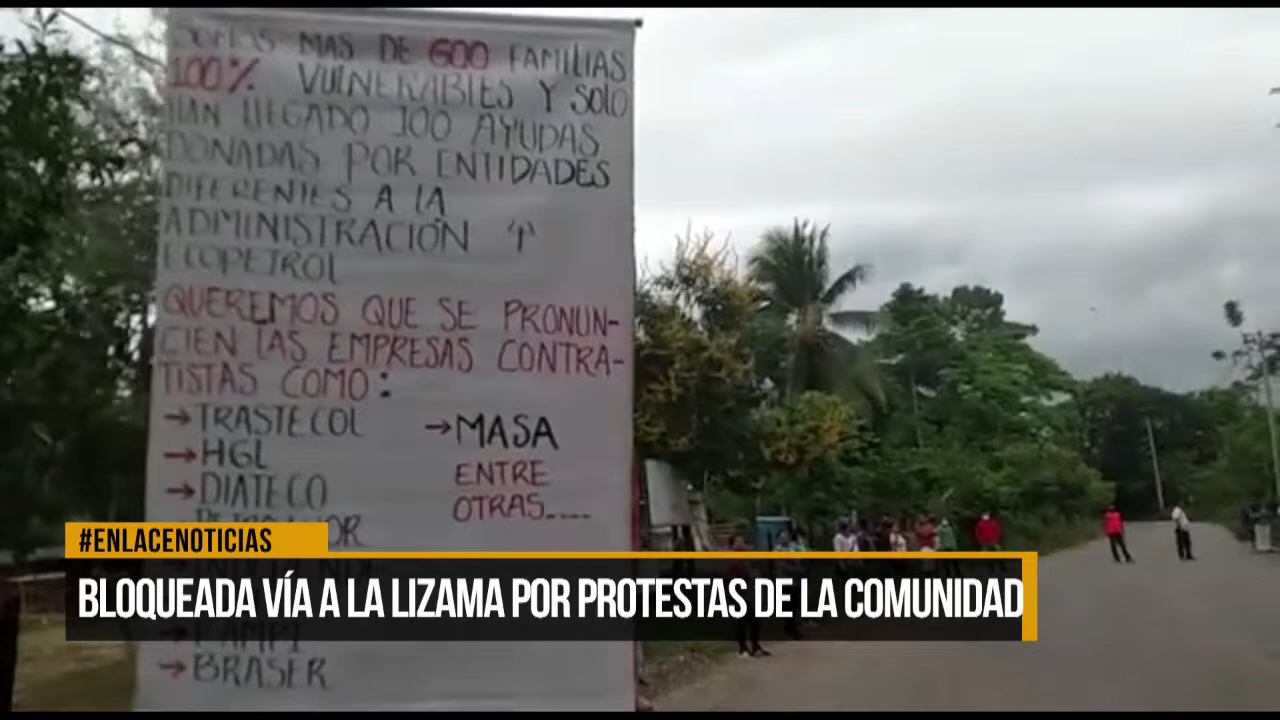 SOMOS MAS DE 600 FAMILIAS
100% VULNERABLES Y SOLO
HAN LLEGADO 100 AYUDAS
DONADAS POR ENTIDADES
DIFERENTES A LA
ADMINISTRACIÓN Y
ECOPETROL
QUEREMOS QUE SE PRONUN-
CIEN LAS EMPRESAS CONTRA-
TISTAS COMO:
→TRASTECOL →MASA
→HGL ENTRE
→DIATECO OTRAS....
#ENLACENOTICIAS
BLOQUEADA VÍA A LA LIZAMA POR PROTESTAS DE LA COMUNIDAD
→BRASER